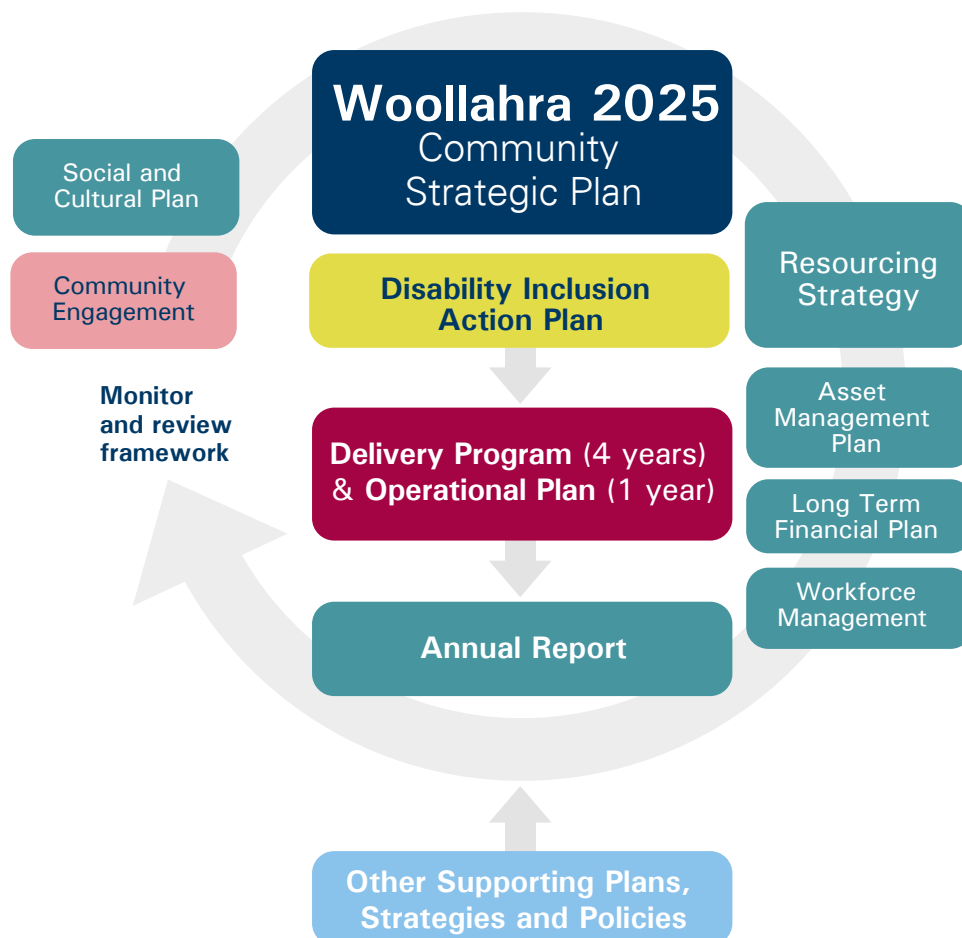 Woollahra 2025
Community
Strategic Plan
Social and
Cultural Plan
Community
Engagement
Disability Inclusion
Action Plan
Resourcing
Strategy
Monitor
and review
framework
Delivery Program (4 years)
& Operational Plan (1 year)
Asset
Management
Plan
Long Term
Financial Plan
Workforce
Management
Annual Report
Other Supporting Plans,
Strategies and Policies